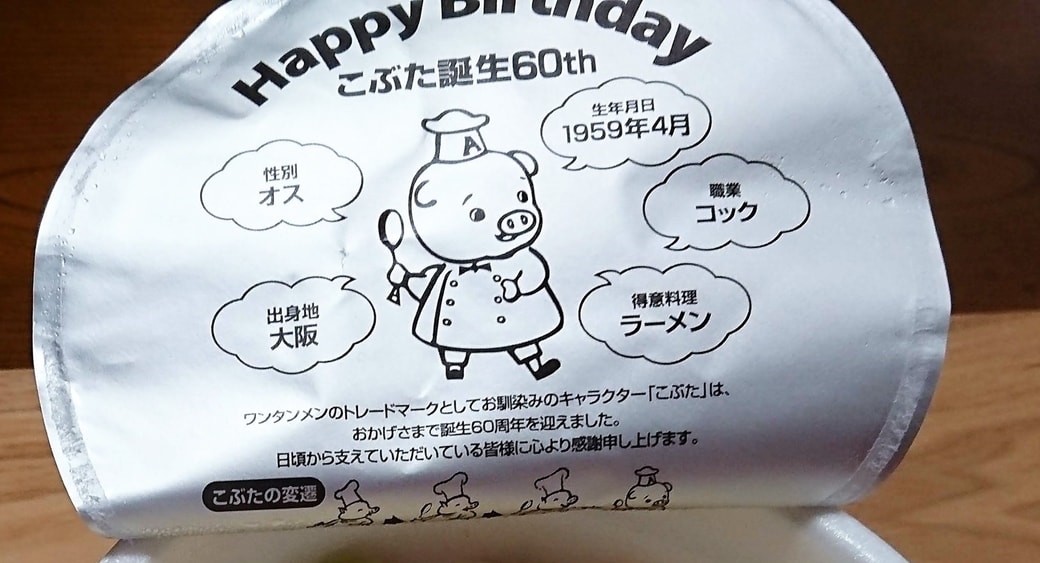 Happy Birthday
こぶた誕生60th
生年月日
1959年4月
性別
オス
A
職業
コック
出身地
大阪
得意料理
ラーメン
ワンタンメンのトレードマークとしてお馴染みのキャラクター「こぶた」は、
おかげさまで誕生60周年を迎えました。
日頃から支えていただいている皆様に心より感謝申し上げます。
こぶたの変遷